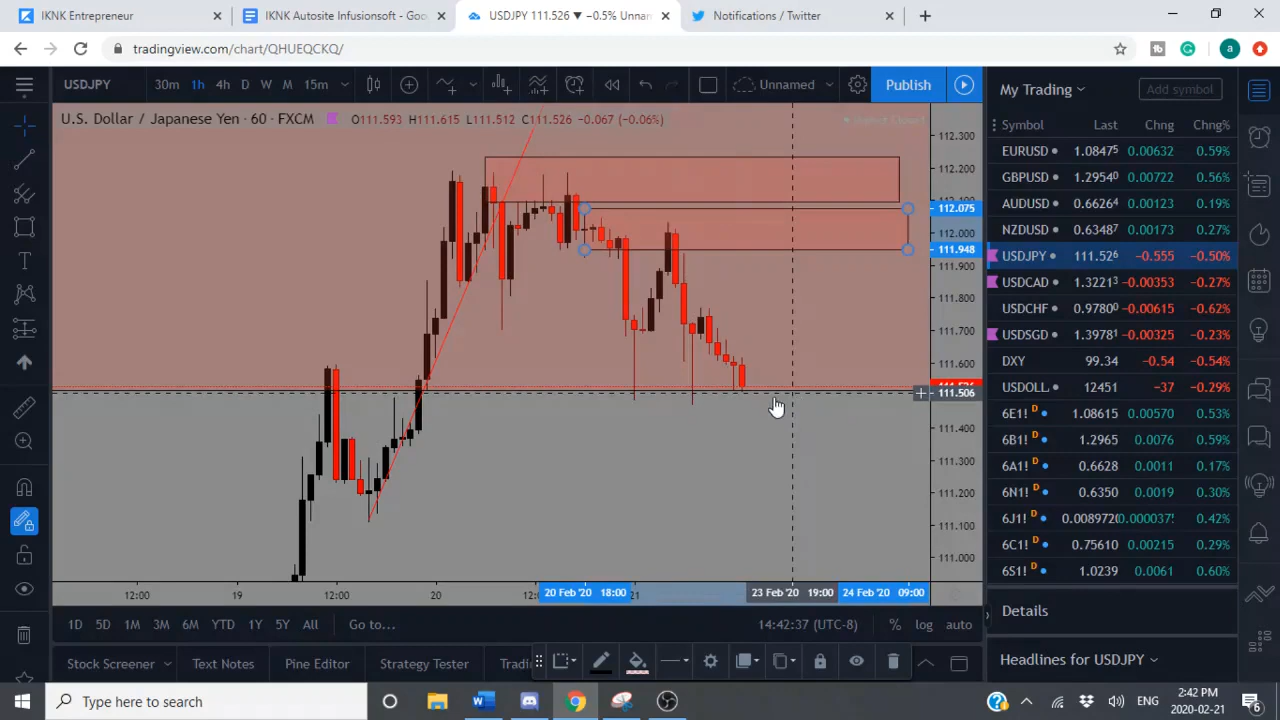 IKNK Entrepreneur
IKNK Autosite Infusionsoft - Goo
USDJPY 111.526 ▼ −0.5% Unnam
Notifications / Twitter
tradingview.com/chart/QHUEQCKQ/
a
USDJPY
30m 1h 4h D W M 15m
Unnamed
Publish
My Trading
Add symbol
U.S. Dollar / Japanese Yen · 60 · FXCM
O111.593 H111.615 L111.512 C111.526 −0.067 (−0.06%)
Symbol Last Chng Chng%
EURUSD 1.08475 0.00632 0.59%
GBPUSD 1.29540 0.00722 0.56%
AUDUSD 0.66264 0.00123 0.19%
NZDUSD 0.63487 0.00173 0.27%
USDJPY 111.526 −0.555 −0.50%
USDCAD 1.32213 −0.00353 −0.27%
USDCHF 0.97800 −0.00615 −0.62%
USDSGD 1.39781 −0.00325 −0.23%
DXY 99.34 −0.54 −0.54%
USDOLL. 12451 −37 −0.29%
6E1! D 1.08615 0.00570 0.53%
6B1! D 1.2965 0.0076 0.59%
6A1! D 0.6628 0.0011 0.17%
6N1! D 0.6350 0.0019 0.30%
6J1! D 0.008972( 0.000037! 0.42%
6C1! D 0.75610 0.00215 0.29%
6S1! D 1.0239 0.0061 0.60%
112.300
112.200
112.075
112.000
111.948
111.900
111.800
111.700
111.600
111.506
111.400
111.300
111.200
111.100
111.000
12:00 19 12:00 20 12:0 20 Feb '20 18:00 21 23 Feb '20 19:00 24 Feb '20 09:00
Details
1D 5D 1M 3M 6M YTD 1Y 5Y All Go to...
14:42:37 (UTC-8) % log auto
Stock Screener Text Notes Pine Editor Strategy Tester Tradi
Headlines for USDJPY
Type here to search
ENG
2:42 PM
2020-02-21
6